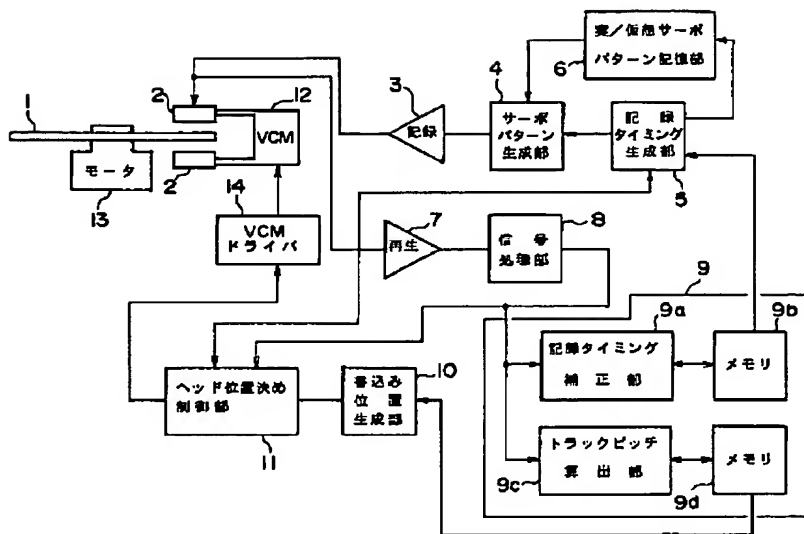 実/仮想サーボ
パターン記憶部
6
4
3
記録
サーボ
パターン
生成部
記録
タイミング
生成部
5
1
2
12
VCM
2
モータ
13
14
VCM
ドライバ
7
再生
8
信号
処理部
9
9a
9b
記録タイミング
補正部
メモリ
10
ヘッド位置決め
制御部
書込み
位置
生成部
11
トラックピッチ
算出部
9c
メモリ
9d